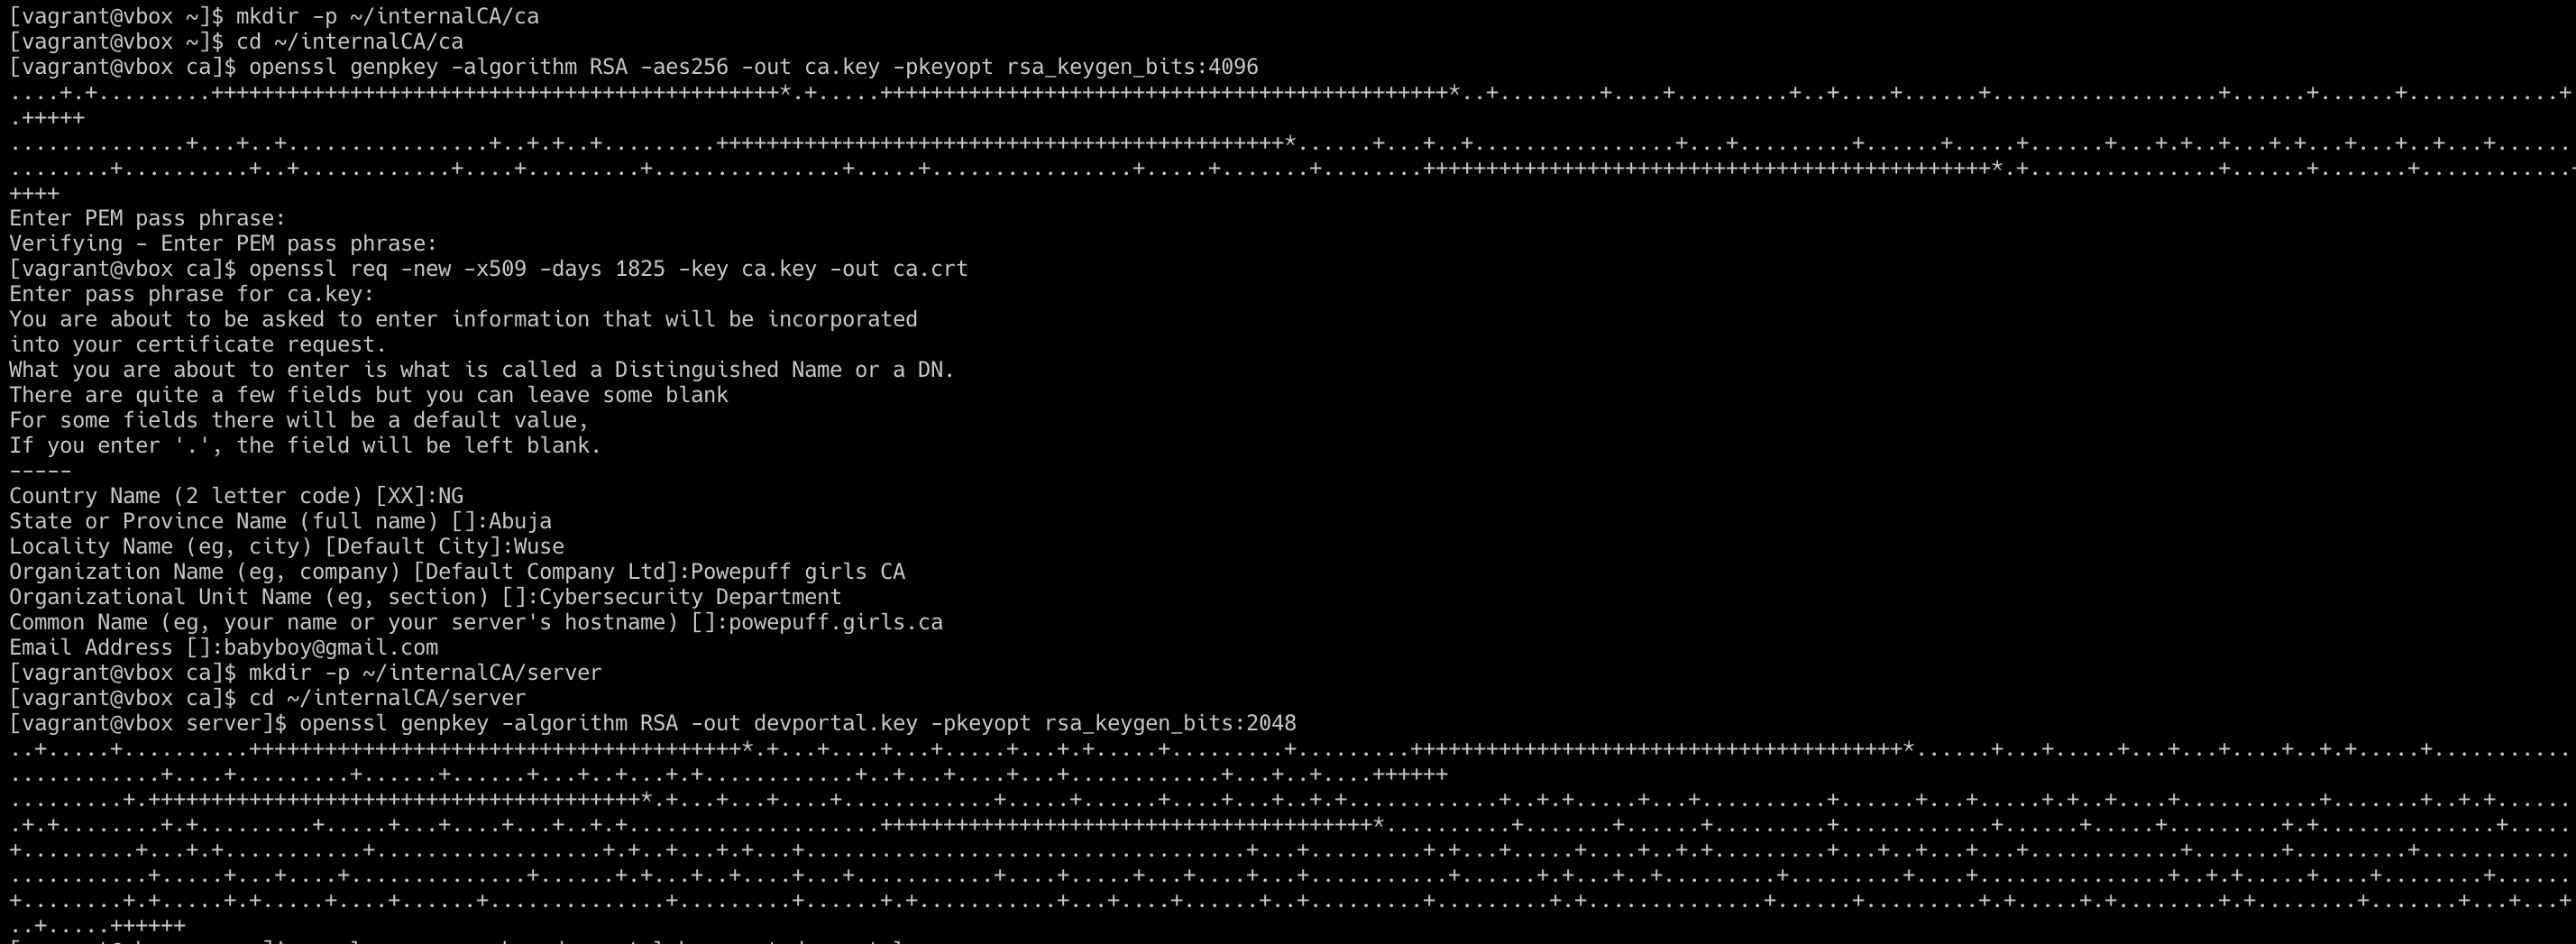 [vagrant@vbox ~]$ mkdir -p ~/internalCA/ca
[vagrant@vbox ~]$ cd ~/internalCA/ca
[vagrant@vbox ca]$ openssl genpkey -algorithm RSA -aes256 -out ca.key -pkeyopt rsa_keygen_bits:4096
.+++++
++++
Enter PEM pass phrase:
Verifying - Enter PEM pass phrase:
[vagrant@vbox ca]$ openssl req -new -x509 -days 1825 -key ca.key -out ca.crt
Enter pass phrase for ca.key:
You are about to be asked to enter information that will be incorporated
into your certificate request.
What you are about to enter is what is called a Distinguished Name or a DN.
There are quite a few fields but you can leave some blank
For some fields there will be a default value,
If you enter '.', the field will be left blank.
-----
Country Name (2 letter code) [XX]:NG
State or Province Name (full name) []:Abuja
Locality Name (eg, city) [Default City]:Wuse
Organization Name (eg, company) [Default Company Ltd]:Powepuff girls CA
Organizational Unit Name (eg, section) []:Cybersecurity Department
Common Name (eg, your name or your server's hostname) []:powepuff.girls.ca
Email Address []:babyboy@gmail.com
[vagrant@vbox ca]$ mkdir -p ~/internalCA/server
[vagrant@vbox ca]$ cd ~/internalCA/server
[vagrant@vbox server]$ openssl genpkey -algorithm RSA -out devportal.key -pkeyopt rsa_keygen_bits:2048
..+.....++++++